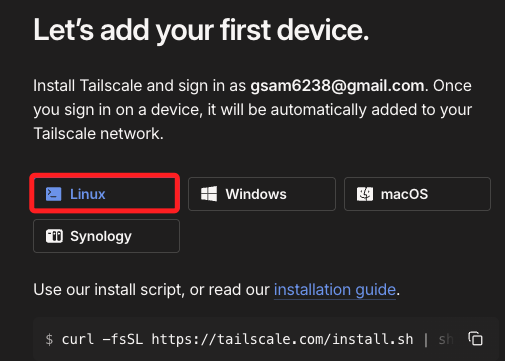 Let's add your first device.
Install Tailscale and sign in as gsam6238@gmail.com. Once
you sign in on a device, it will be automatically added to your
Tailscale network.
Linux
Windows
macOS
Synology
Use our install script, or read our installation guide.
$ curl -fsSL https://tailscale.com/install.sh | sh